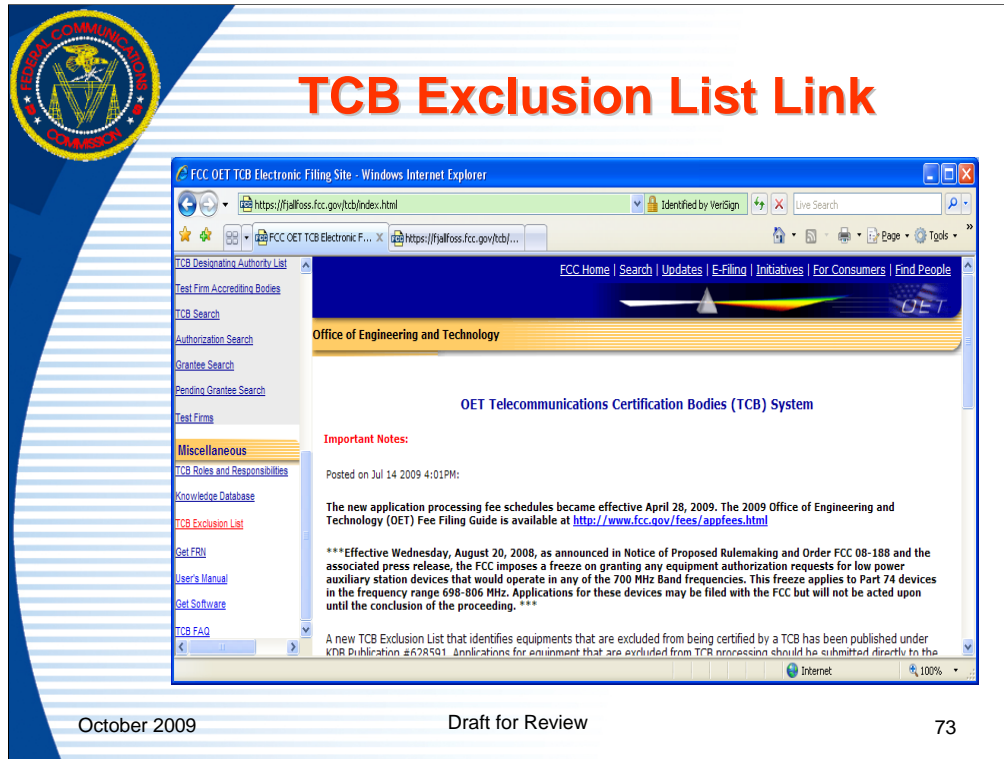 FEDERAL COMMUNICATIONS COMMISSION
TCB Exclusion List Link
FCC OET TCB Electronic Filing Site - Windows Internet Explorer
https://fjallfoss.fcc.gov/tcb/index.html
Identified by VeriSign
Live Search
FCC OET TCB Electronic F...
https://fjallfoss.fcc.gov/tcb/...
Page
Tools
TCB Designating Authority List
Test Firm Accrediting Bodies
TCB Search
Authorization Search
Grantee Search
Pending Grantee Search
Test Firms
Miscellaneous
TCB Roles and Responsibilities
Knowledge Database
TCB Exclusion List
Get FRN
User's Manual
Get Software
TCB FAQ
FCC Home | Search | Updates | E-Filing | Initiatives | For Consumers | Find People
OET
Office of Engineering and Technology
OET Telecommunications Certification Bodies (TCB) System
Important Notes:
Posted on Jul 14 2009 4:01PM:
The new application processing fee schedules became effective April 28, 2009. The 2009 Office of Engineering and
Technology (OET) Fee Filing Guide is available at http://www.fcc.gov/fees/appfees.html
***Effective Wednesday, August 20, 2008, as announced in Notice of Proposed Rulemaking and Order FCC 08-188 and the
associated press release, the FCC imposes a freeze on granting any equipment authorization requests for low power
auxiliary station devices that would operate in any of the 700 MHz Band frequencies. This freeze applies to Part 74 devices
in the frequency range 698-806 MHz. Applications for these devices may be filed with the FCC but will not be acted upon
until the conclusion of the proceeding. ***
A new TCB Exclusion List that identifies equipments that are excluded from being certified by a TCB has been published under
KDB Publication #628591. Applications for equipment that are excluded from TCB processing should be submitted directly to the
Internet
100%
October 2009
Draft for Review
73